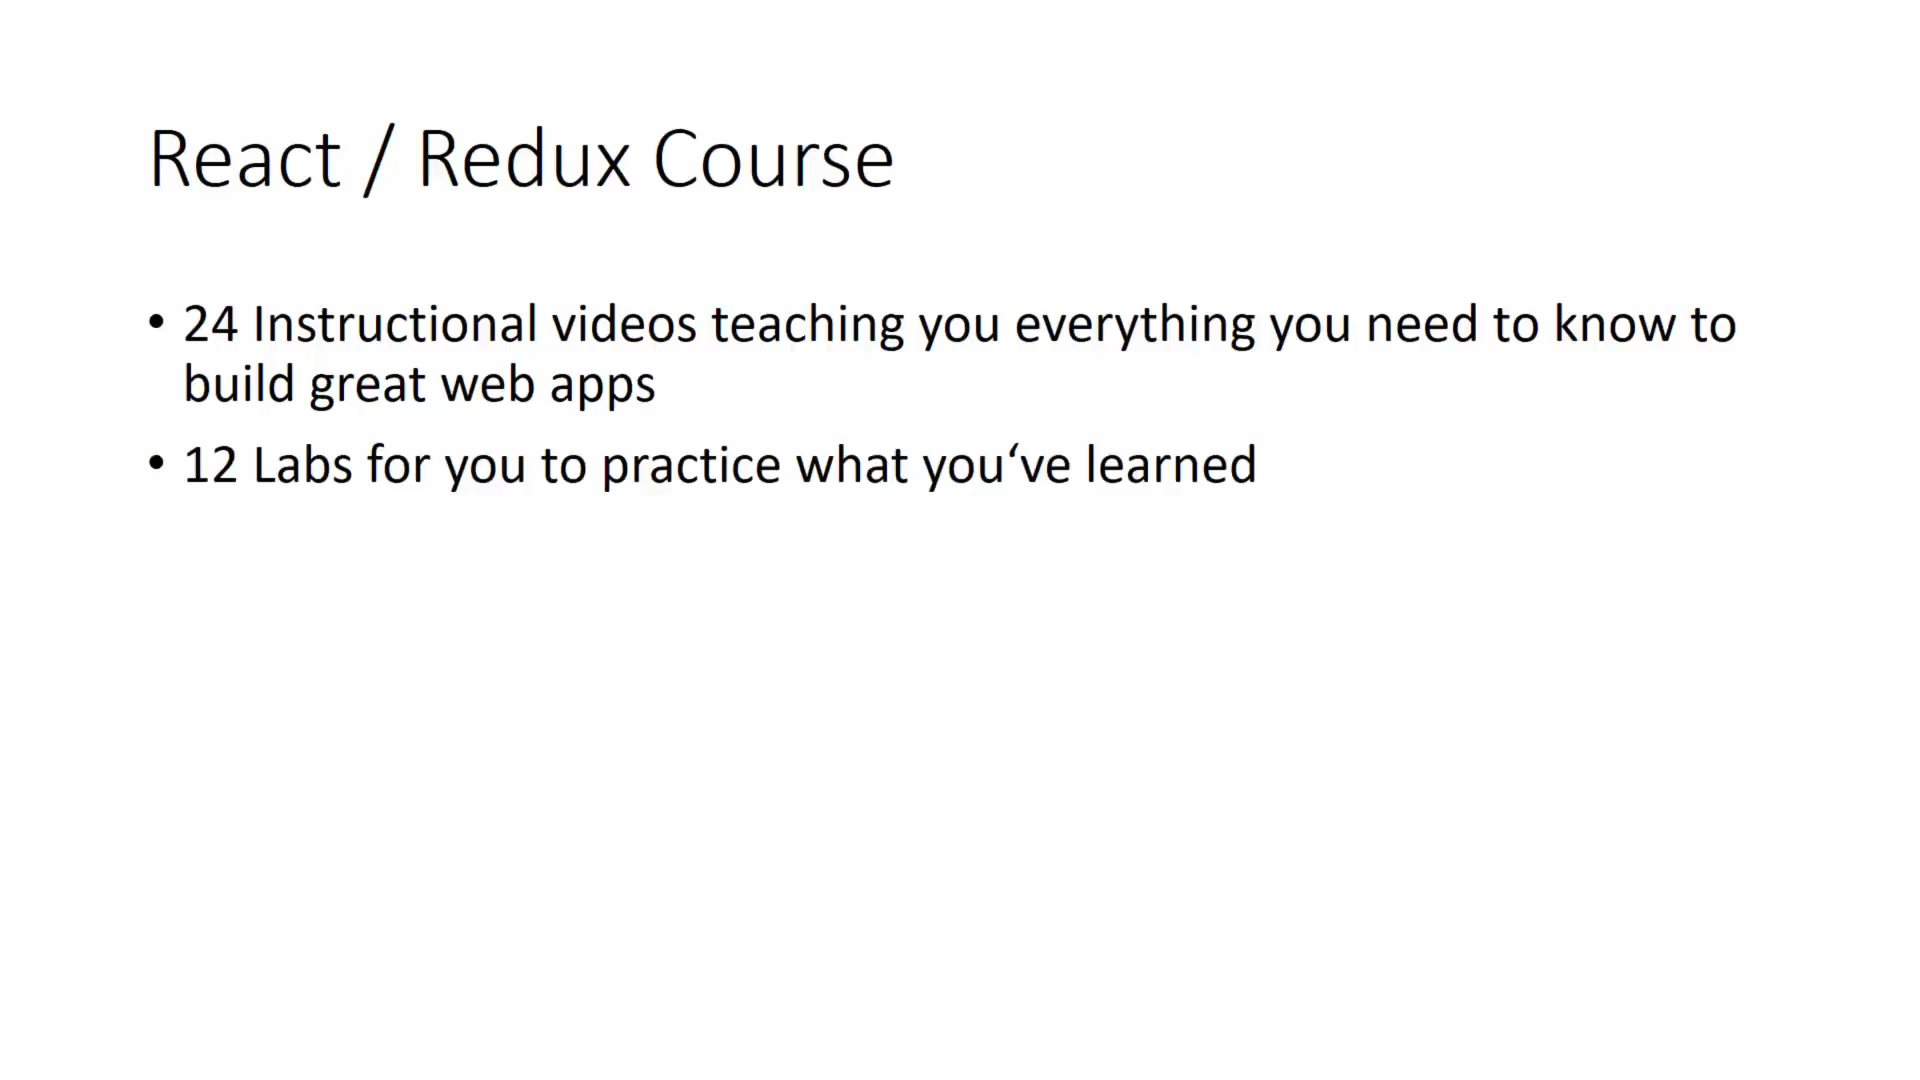 React / Redux Course
• 24 Instructional videos teaching you everything you need to know to
build great web apps
• 12 Labs for you to practice what you‘ve learned